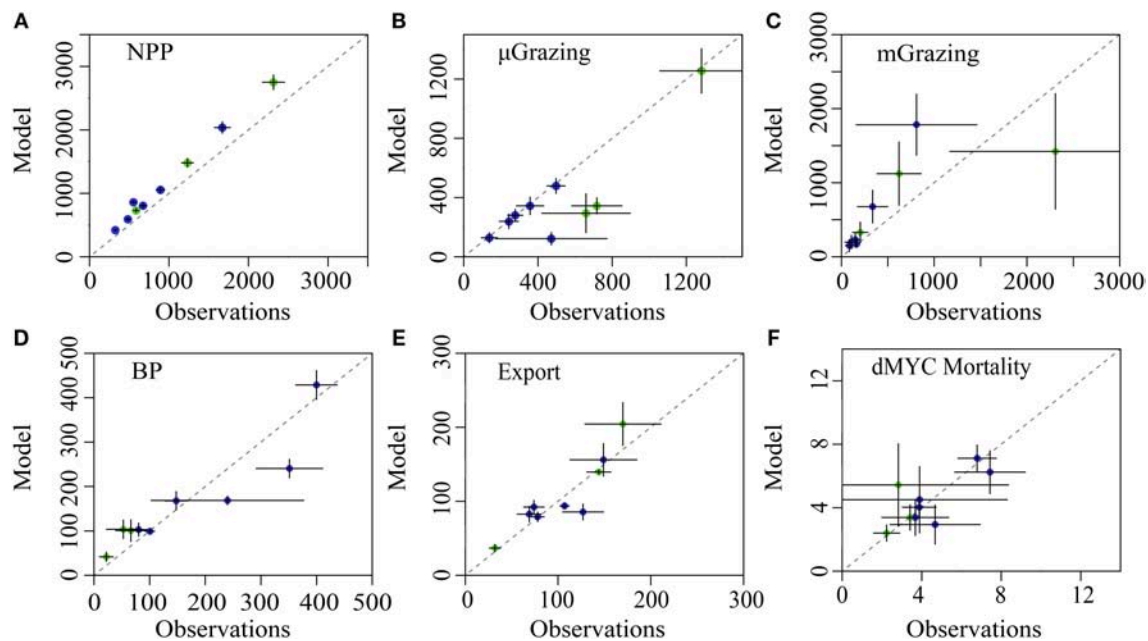 A
NPP
Model
3000
2000
1000
0
0
1000
2000
3000
Observations
B
μGrazing
Model
1200
800
400
0
0
400
800
1200
Observations
C
mGrazing
Model
3000
2000
1000
0
0
1000
2000
3000
Observations
D
BP
Model
500
400
300
200
100
0
0
100
200
300
400
500
Observations
E
Export
Model
300
200
100
0
0
100
200
300
Observations
F
dMYC Mortality
Model
12
8
4
0
0
4
8
12
Observations